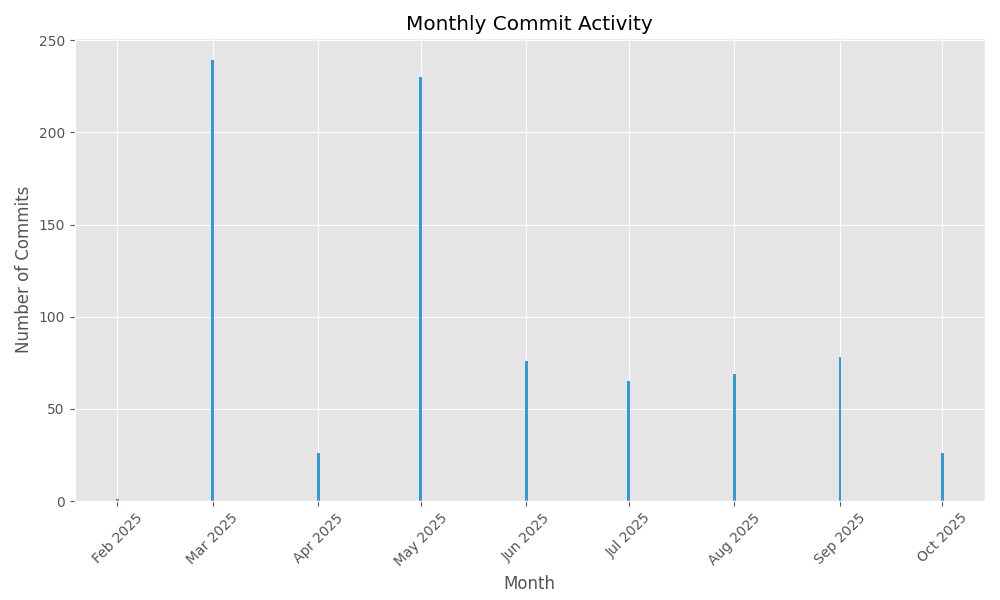 Monthly Commit Activity
Number of Commits
250
200
150
100
50
0
Feb 2025
Mar 2025
Apr 2025
May 2025
Jun 2025
Jul 2025
Aug 2025
Sep 2025
Oct 2025
Month